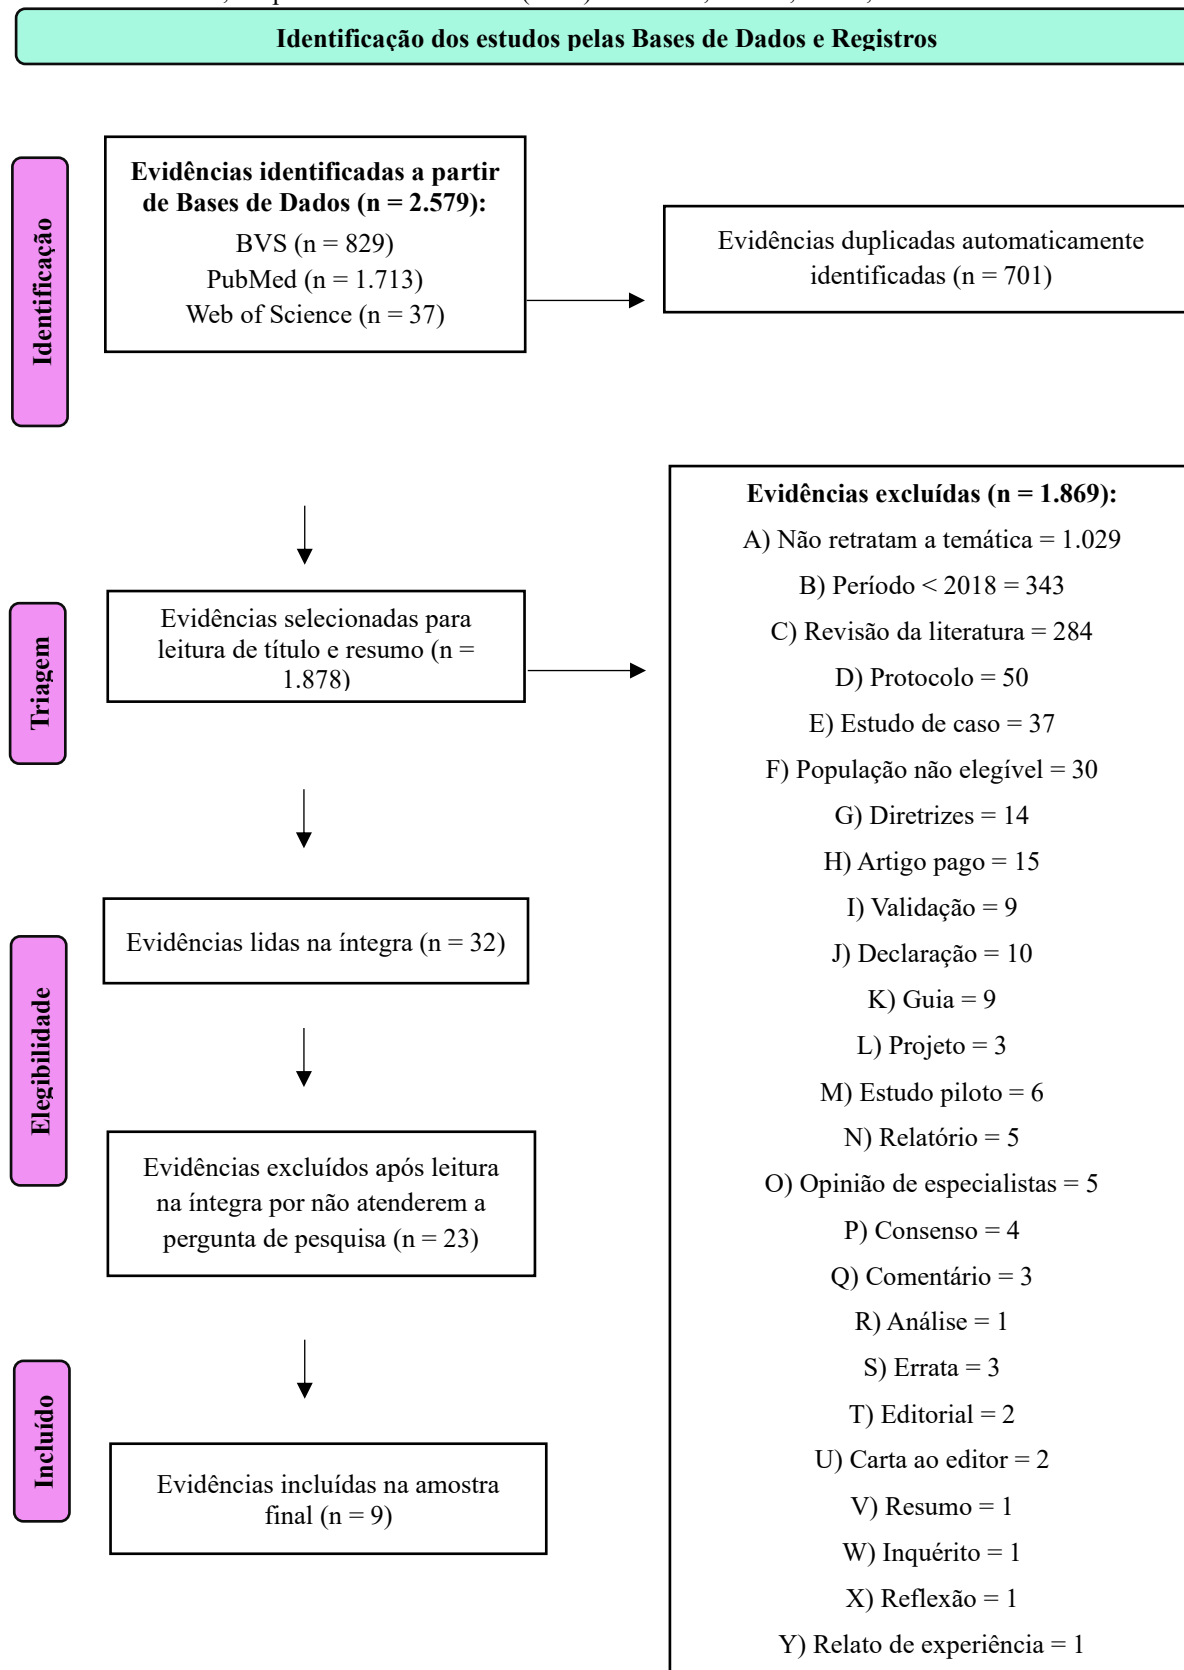 Identificação dos estudos pelas Bases de Dados e Registros
Identificação
Evidências identificadas a partir
de Bases de Dados (n = 2.579):
BVS (n = 829)
PubMed (n = 1.713)
Web of Science (n = 37)
Evidências duplicadas automaticamente
identificadas (n = 701)
Triagem
Evidências selecionadas para
leitura de título e resumo (n =
1.878)
Evidências excluídas (n = 1.869):
A) Não retratam a temática = 1.029
B) Período < 2018 = 343
C) Revisão da literatura = 284
D) Protocolo = 50
E) Estudo de caso = 37
F) População não elegível = 30
G) Diretrizes = 14
H) Artigo pago = 15
I) Validação = 9
J) Declaração = 10
K) Guia = 9
L) Projeto = 3
M) Estudo piloto = 6
N) Relatório = 5
O) Opinião de especialistas = 5
P) Consenso = 4
Q) Comentário = 3
R) Análise = 1
S) Errata = 3
T) Editorial = 2
U) Carta ao editor = 2
V) Resumo = 1
W) Inquérito = 1
X) Reflexão = 1
Y) Relato de experiência = 1
Elegibilidade
Evidências lidas na íntegra (n = 32)
Evidências excluídos após leitura
na íntegra por não atenderem a
pergunta de pesquisa (n = 23)
Incluído
Evidências incluídas na amostra
final (n = 9)